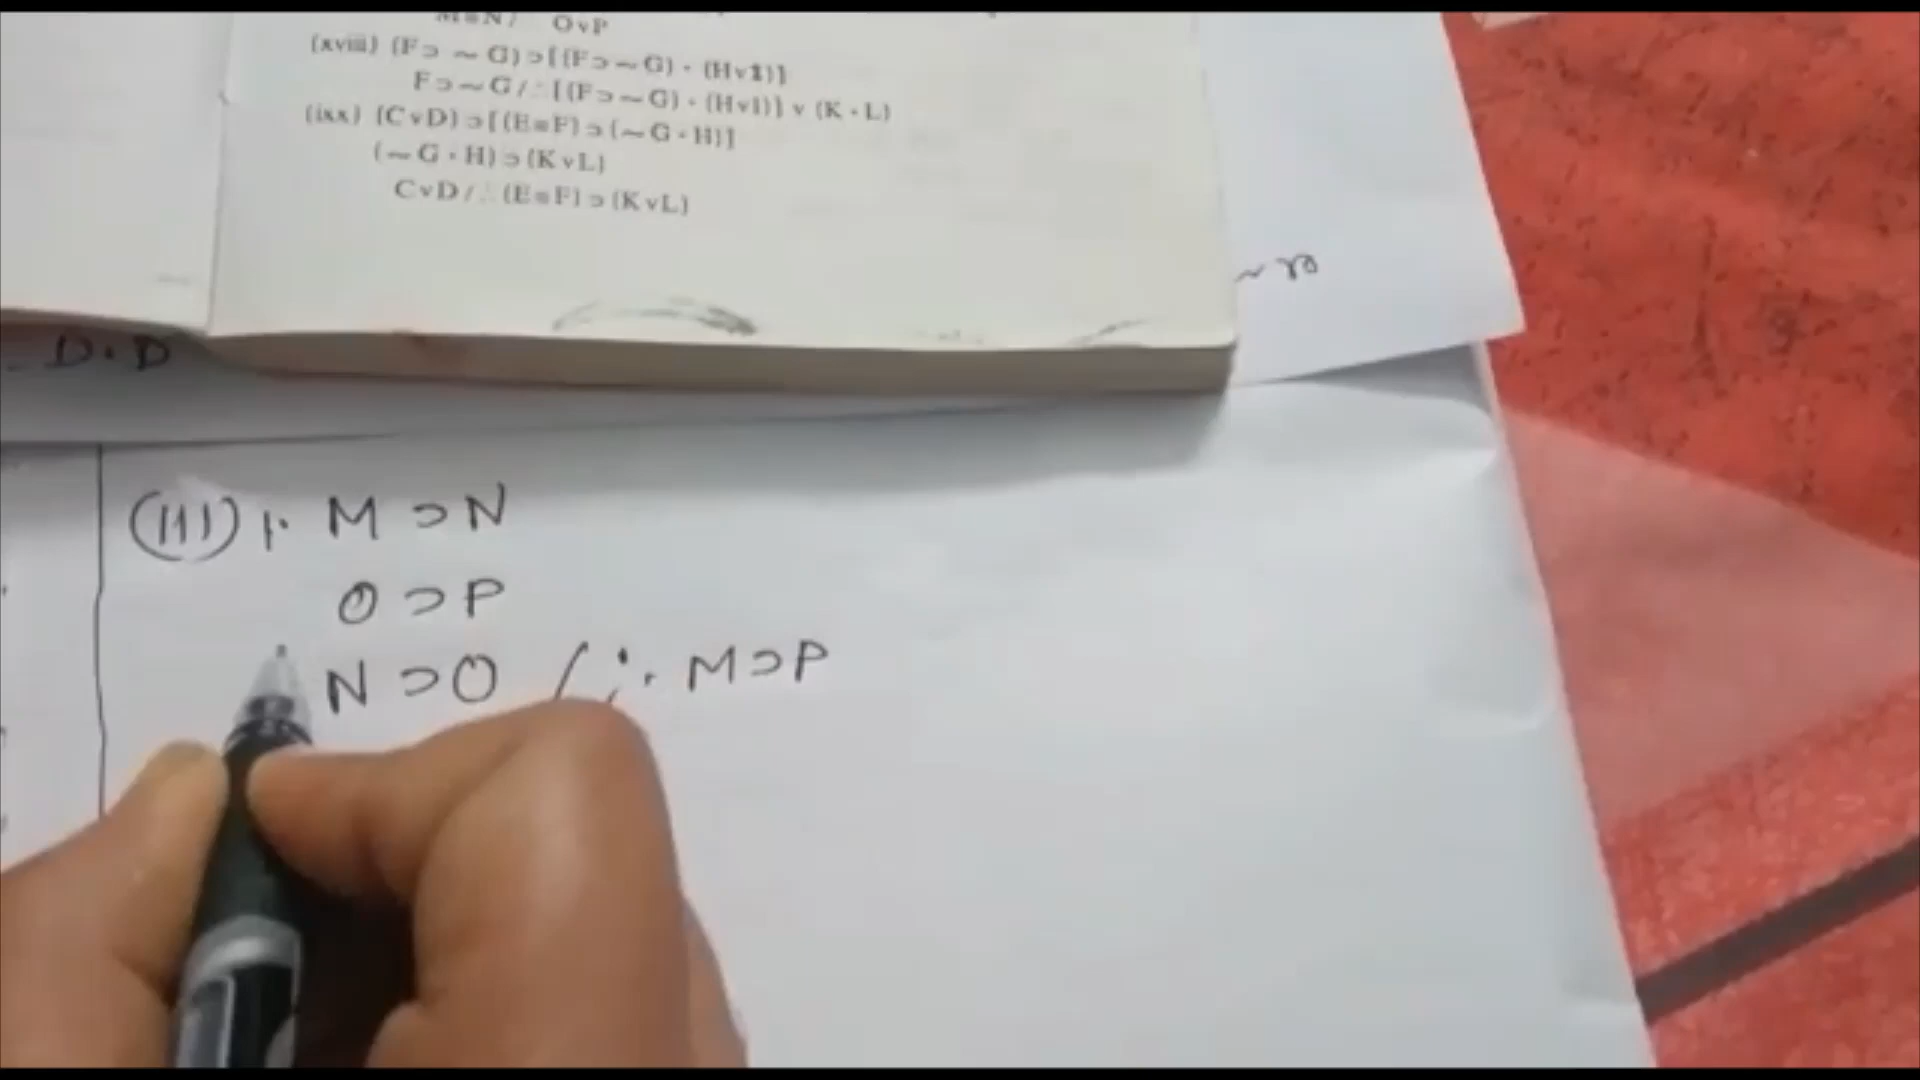 M≡N / O∨P
(xviii) (F⊃ ~ G)⊃[(F⊃~G) · (H∨I)]
F⊃~G/∴[(F⊃~G) · (H∨I)] ∨ (K · L)
(ixx) (C∨D)⊃[(E≡F)⊃(~G · H)]
(~G · H)⊃(K∨L)
C∨D/∴(E≡F)⊃(K∨L)
~
D.D
(III) 1. M ⊃ N
O ⊃ P
N ⊃ O / ∴ M ⊃ P